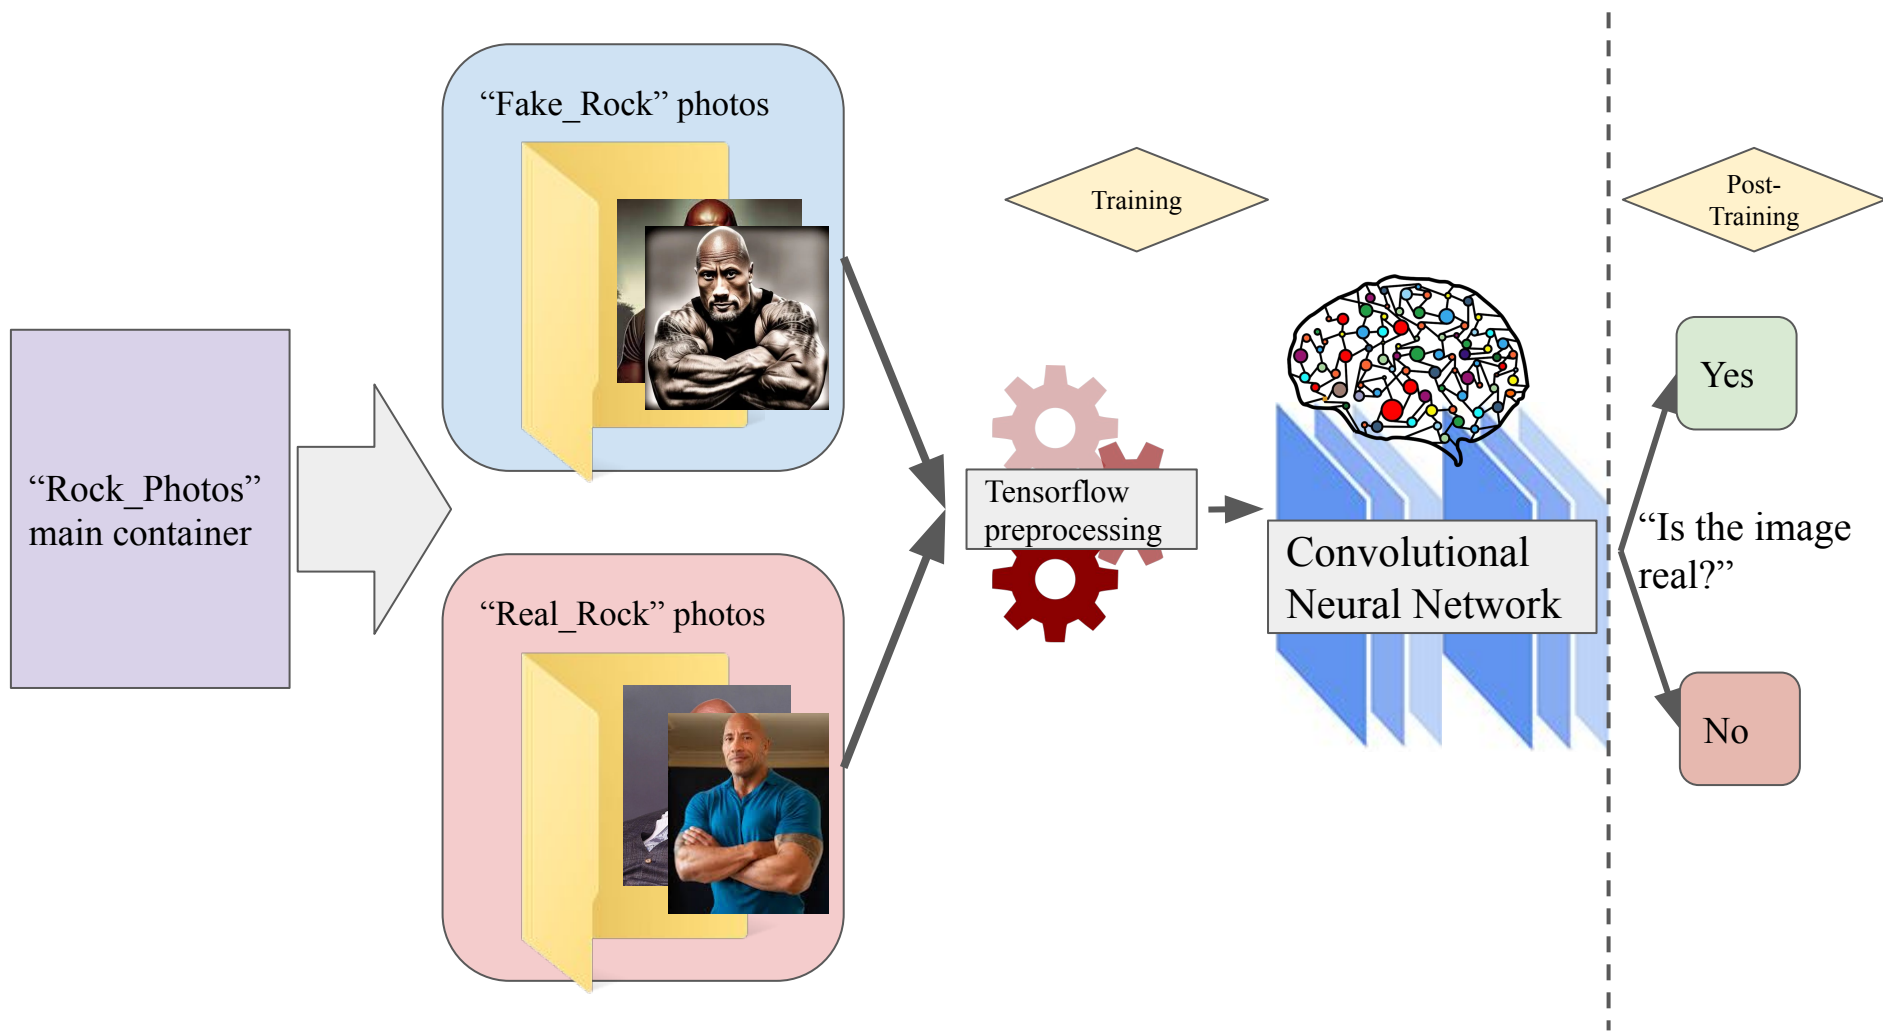 “Fake_Rock” photos
“Rock_Photos”
main container
“Real_Rock” photos
Training
Tensorflow
preprocessing
Convolutional
Neural Network
Post-
Training
Yes
“Is the image
real?”
No